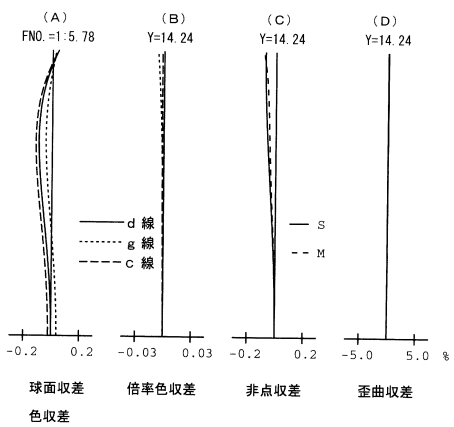 (A) (B) (C) (D)
FNO.=1:5.78 Y=14.24 Y=14.24 Y=14.24
d 線
g 線
c 線
S
M
-0.2 0.2 -0.03 0.03 -0.2 0.2 -5.0 5.0 %
球面収差 倍率色収差 非点収差 歪曲収差
色収差